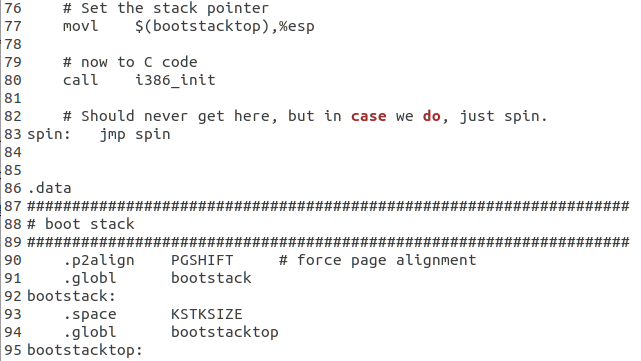 76     # Set the stack pointer
77     movl    $(bootstacktop),%esp
78
79     # now to C code
80     call    i386_init
81
82     # Should never get here, but in case we do, just spin.
83 spin:   jmp spin
84
85
86 .data
87 ###################################################################
88 # boot stack
89 ###################################################################
90     .p2align    PGSHIFT     # force page alignment
91     .globl      bootstack
92 bootstack:
93     .space      KSTKSIZE
94     .globl      bootstacktop
95 bootstacktop: